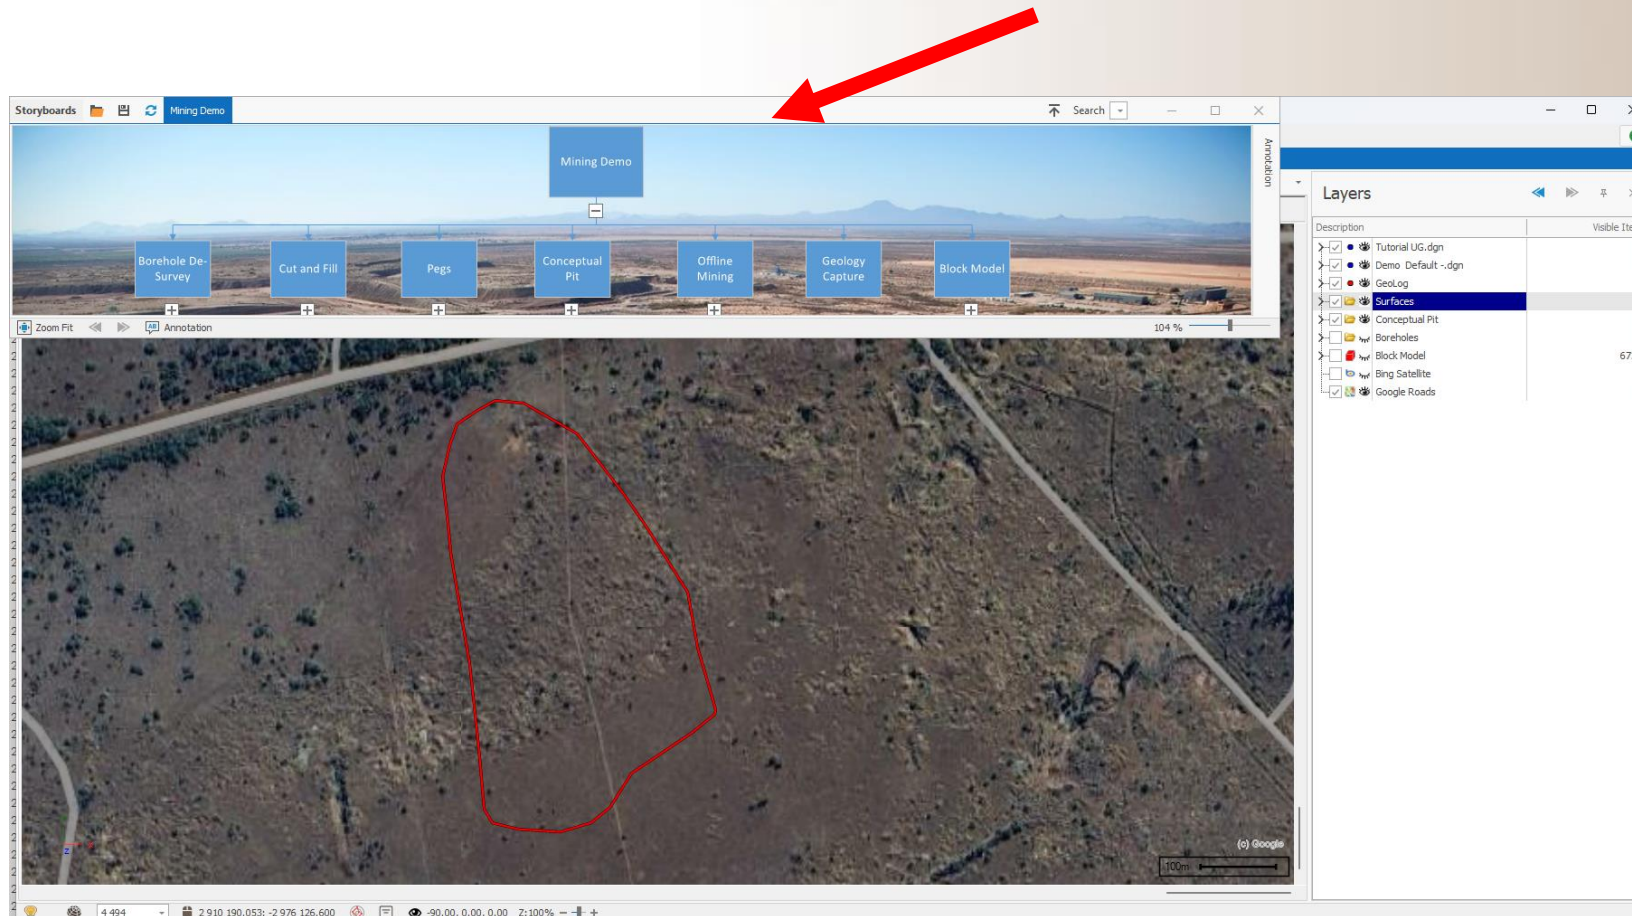 Storyboards
Mining Demo
Search
Mining Demo
Annotation
Borehole De-
Survey
Cut and Fill
Pegs
Conceptual
Pit
Offline
Mining
Geology
Capture
Block Model
Zoom Fit
Annotation
104 %
Layers
Description
Visible Ite
Tutorial UG.dgn
Demo Default -.dgn
GeoLog
Surfaces
Conceptual Pit
Boreholes
Block Model
67
Bing Satellite
Google Roads
(c) Google
100m
Z
4 494
2 910 190.053; -2 976 126.600
-90.00, 0.00, 0.00
Z:100%